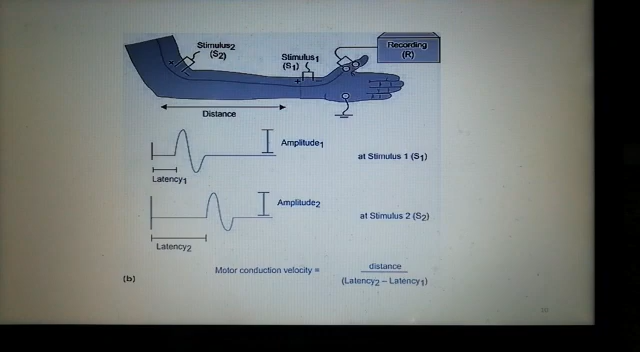 Stimulus2
(S2)
Stimulus1
(S1)
Recording
(R)
Distance
Amplitude1
at Stimulus 1 (S1)
Latency1
Amplitude2
at Stimulus 2 (S2)
Latency2
(b)
Motor conduction velocity =
distance
(Latency2 – Latency1)